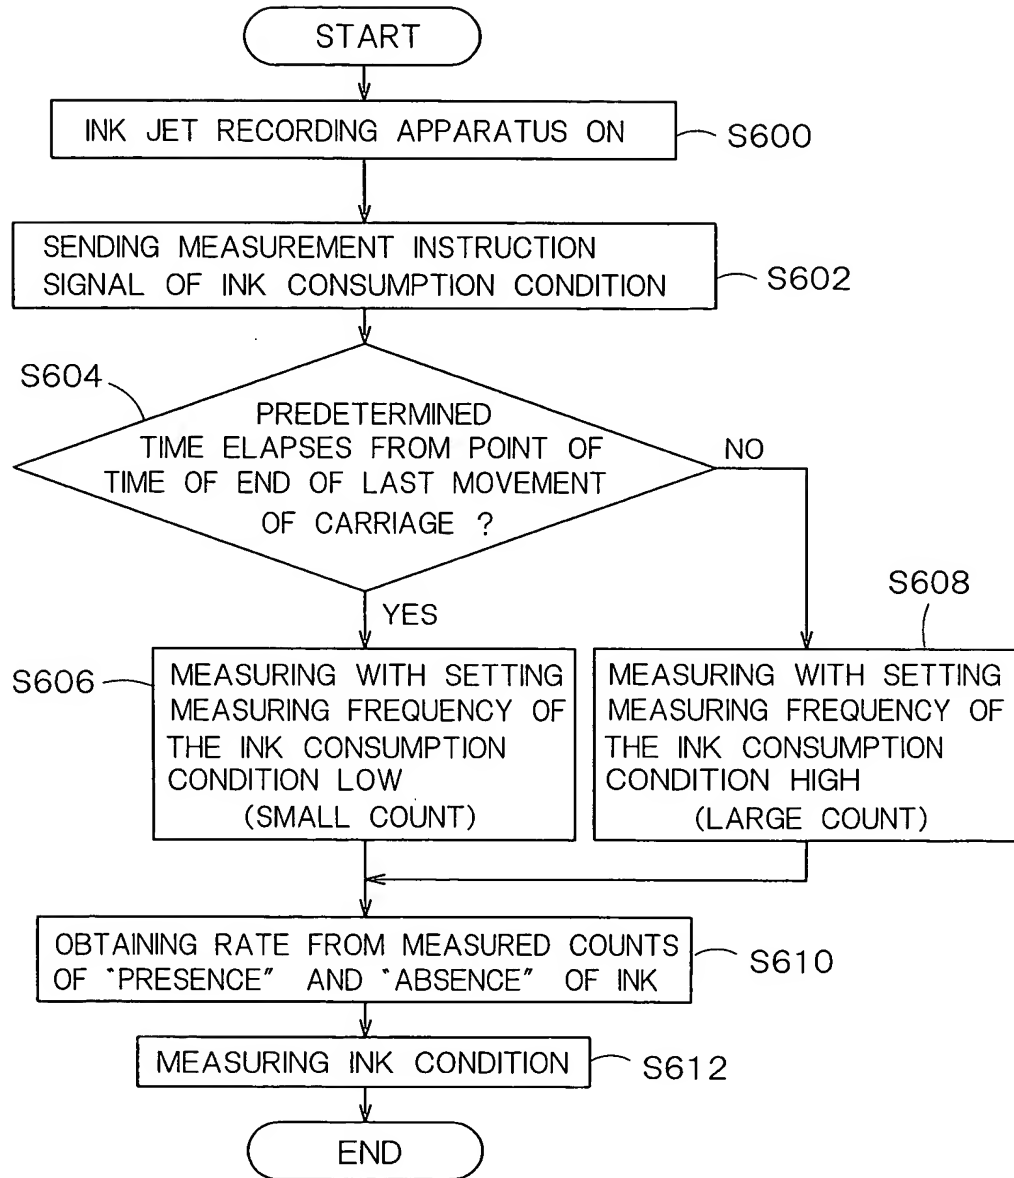 START
INK JET RECORDING APPARATUS ON
S600
SENDING MEASUREMENT INSTRUCTION
SIGNAL OF INK CONSUMPTION CONDITION
S602
S604
PREDETERMINED
TIME ELAPSES FROM POINT OF
TIME OF END OF LAST MOVEMENT
OF CARRIAGE ?
NO
YES
S606
MEASURING WITH SETTING
MEASURING FREQUENCY OF
THE INK CONSUMPTION
CONDITION LOW
(SMALL COUNT)
S608
MEASURING WITH SETTING
MEASURING FREQUENCY OF
THE INK CONSUMPTION
CONDITION HIGH
(LARGE COUNT)
OBTAINING RATE FROM MEASURED COUNTS
OF "PRESENCE" AND "ABSENCE" OF INK
S610
MEASURING INK CONDITION
S612
END